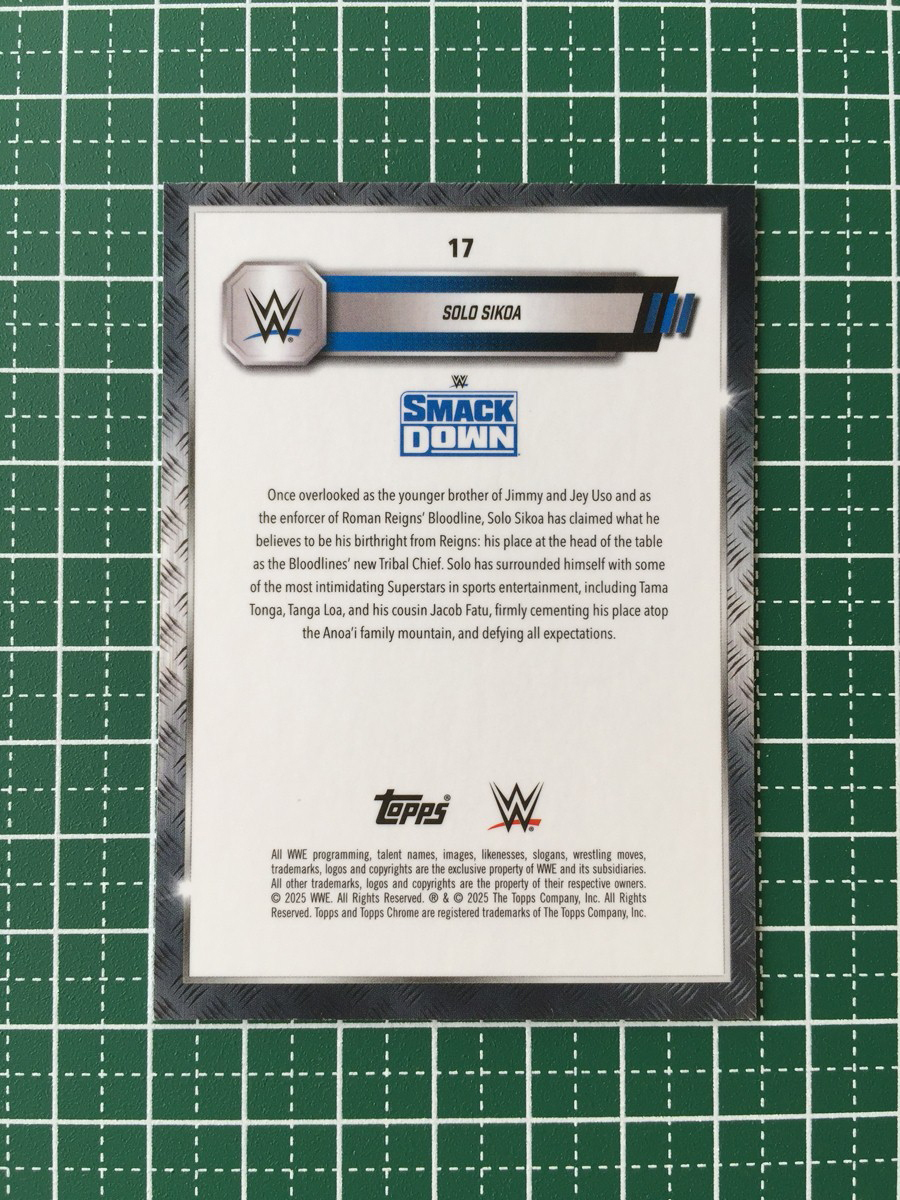 17
W
SOLO SIKOA
W
SMACK
DOWN
Once overlooked as the younger brother of Jimmy and Jey Uso and as
the enforcer of Roman Reigns' Bloodline, Solo Sikoa has claimed what he
believes to be his birthright from Reigns: his place at the head of the table
as the Bloodlines' new Tribal Chief. Solo has surrounded himself with some
of the most intimidating Superstars in sports entertainment, including Tama
Tonga, Tanga Loa, and his cousin Jacob Fatu, firmly cementing his place atop
the Anoa'i family mountain, and defying all expectations.
Topps® W®
All WWE programming, talent names, images, likenesses, slogans, wrestling moves,
trademarks, logos and copyrights are the exclusive property of WWE and its subsidiaries.
All other trademarks, logos and copyrights are the property of their respective owners.
© 2025 WWE. All Rights Reserved. ® & © 2025 The Topps Company, Inc. All Rights
Reserved. Topps and Topps Chrome are registered trademarks of The Topps Company, Inc.